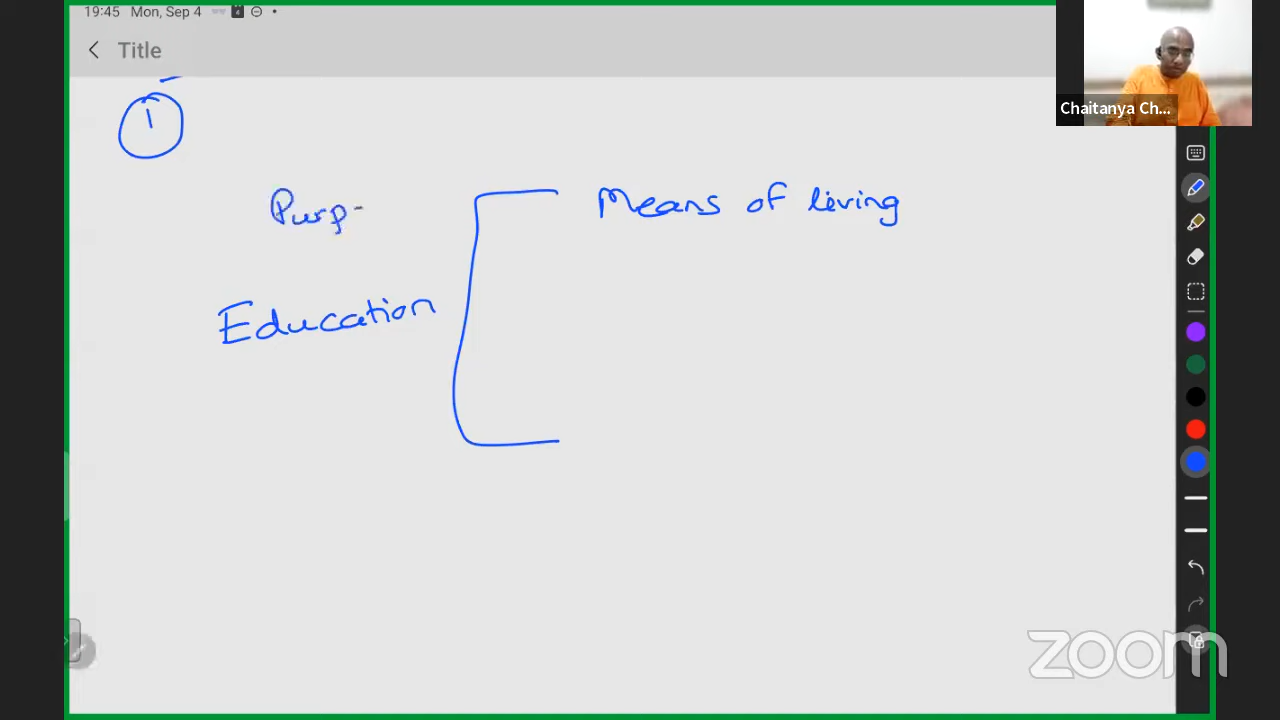 19:45 Mon, Sep 4
Title
Chaitanya Ch...
1
Purp
Means of living
Education
zoom